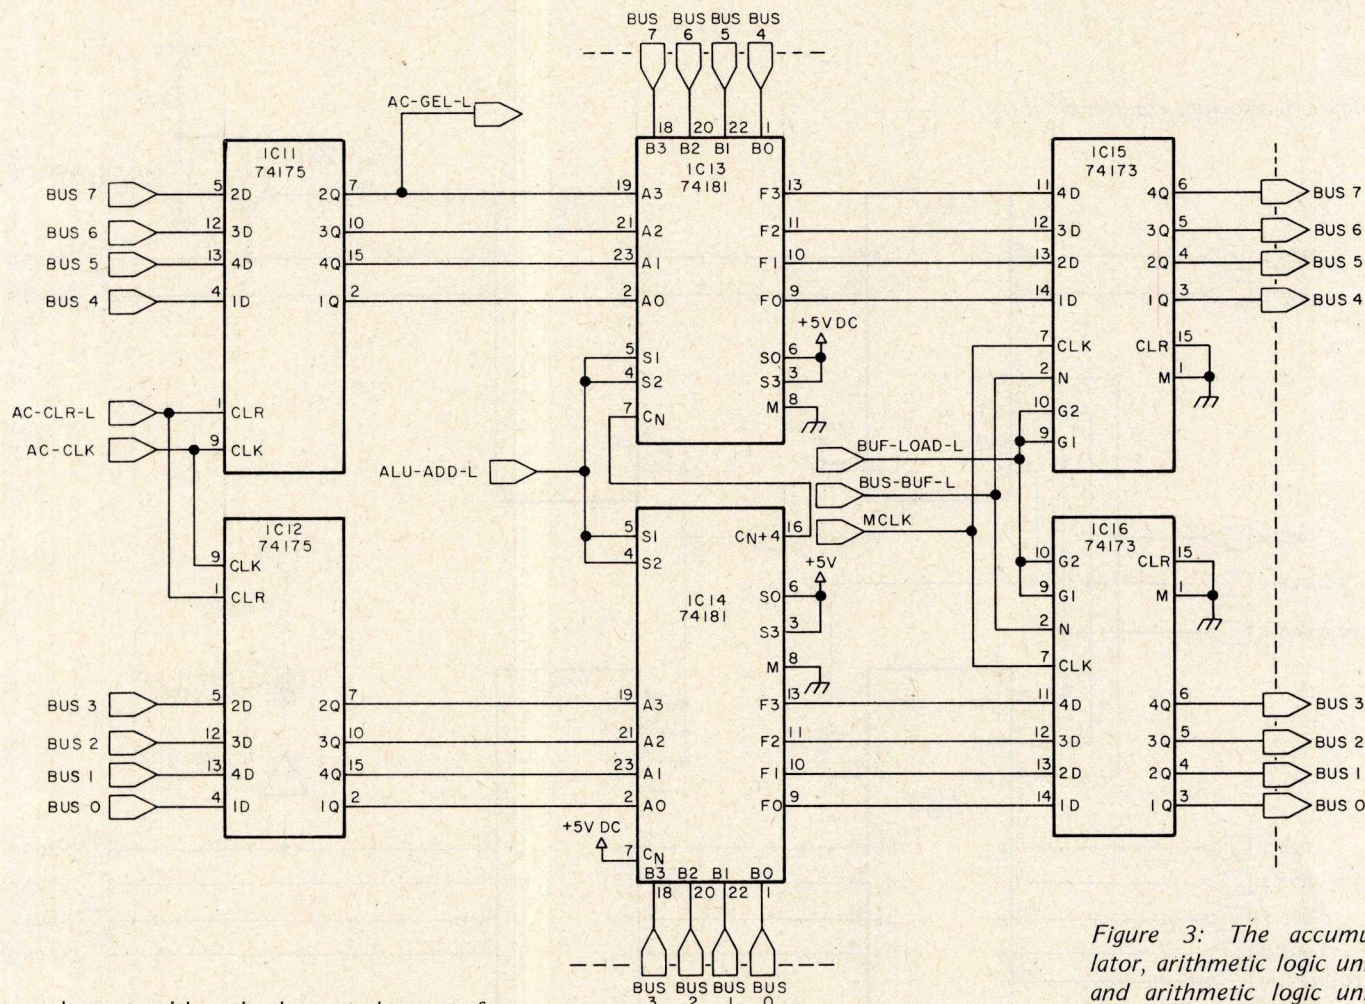 BUS 7 BUS 6 BUS 5 BUS 4
AC-GEL-L
18 20 22 1
B3 B2 B1 B0
IC11
74175
IC13
74181
IC15
74173
BUS 7 5 2D 2Q 7 19 A3 F3 13 11 4D 4Q 6 BUS 7
BUS 6 12 3D 3Q 10 21 A2 F2 11 12 3D 3Q 5 BUS 6
BUS 5 13 4D 4Q 15 23 A1 F1 10 13 2D 2Q 4 BUS 5
BUS 4 4 1D 1Q 2 2 A0 F0 9 14 1D 1Q 3 BUS 4
+5V DC
5 S1 S0 6 7 CLK CLR 15
4 S2 S3 3 2 N M 1
7 CN M 8 10 G2
9 G1
AC-CLR-L 1 CLR
AC-CLK 9 CLK
BUF-LOAD-L
ALU-ADD-L
BUS-BUF-L
MCLK
IC12
74175
IC14
74181
IC16
74173
5 S1 CN+4 16
4 S2
+5V
9 CLK
1 CLR
S0 6
S3 3
M 8
10 G2 CLR 15
9 G1 M 1
2 N
7 CLK
BUS 3 5 2D 2Q 7 19 A3 F3 13 11 4D 4Q 6 BUS 3
BUS 2 12 3D 3Q 10 21 A2 F2 11 12 3D 3Q 5 BUS 2
BUS 1 13 4D 4Q 15 23 A1 F1 10 13 2D 2Q 4 BUS 1
BUS 0 4 1D 1Q 2 2 A0 F0 9 14 1D 1Q 3 BUS 0
+5V DC
7 CN
B3 B2 B1 B0
18 20 22 1
BUS 3 BUS 2 BUS 1 BUS 0
Figure 3: The accumu
lator, arithmetic logic un
and arithmetic logic un